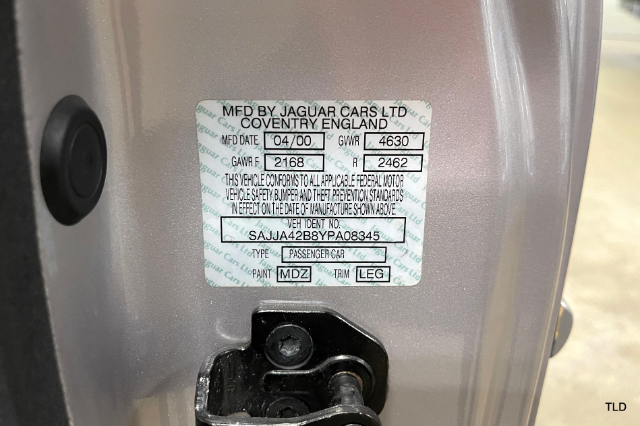 MFD BY JAGUAR CARS LTD
COVENTRY ENGLAND
MFD DATE 04/00 GVWR 4630
GAWR F 2168 R 2462
THIS VEHICLE CONFORMS TO ALL APPLICABLE FEDERAL MOTOR
VEHICLE SAFETY, BUMPER AND THEFT PREVENTION STANDARDS
IN EFFECT ON THE DATE OF MANUFACTURE SHOWN ABOVE
VEH IDENT NO.
SAJJA42B8YPA08345
TYPE PASSENGER CAR
PAINT MDZ TRIM LEG
TLD